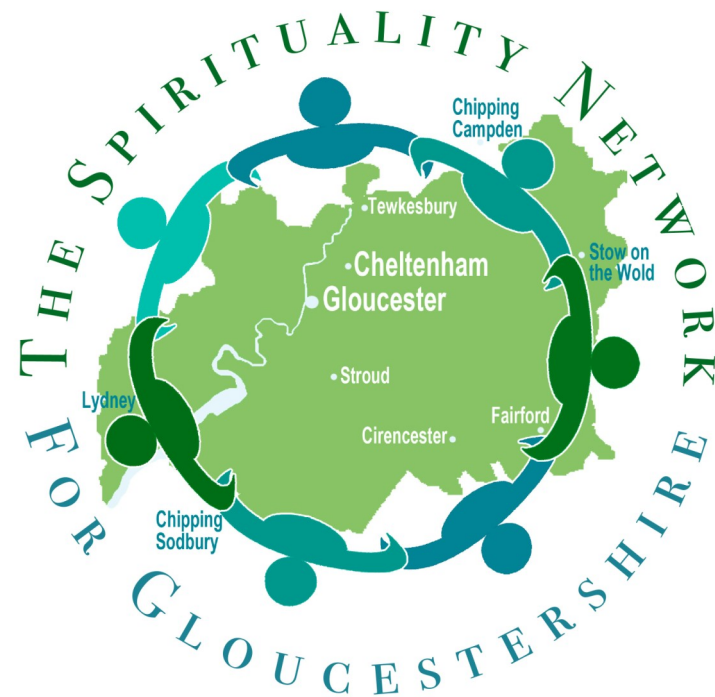 THE SPIRITUALITY NETWORK
FOR GLOUCESTERSHIRE
Chipping
Campden
Tewkesbury
Stow on
the Wold
Cheltenham
Gloucester
Stroud
Lydney
Fairford
Cirencester
Chipping
Sodbury